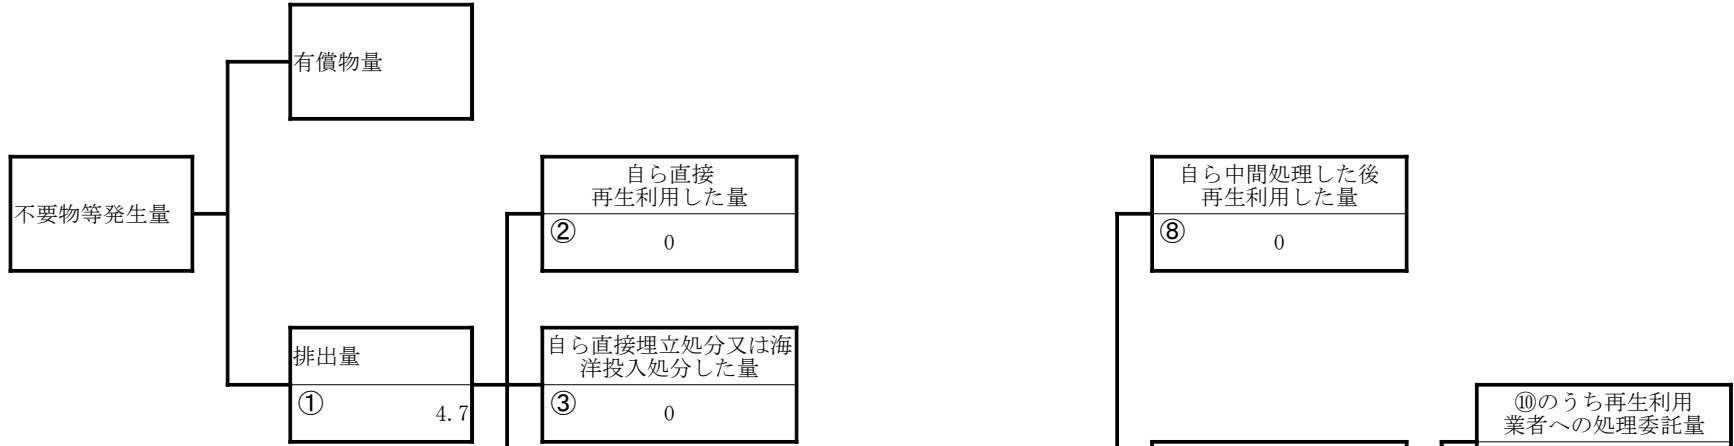 有償物量
不要物等発生量
自ら直接
再生利用した量
②
0
自ら中間処理した後
再生利用した量
⑧
0
排出量
①
4.7
自ら直接埋立処分又は海
洋投入処分した量
③
0
⑩のうち再生利用
業者への処理委託量